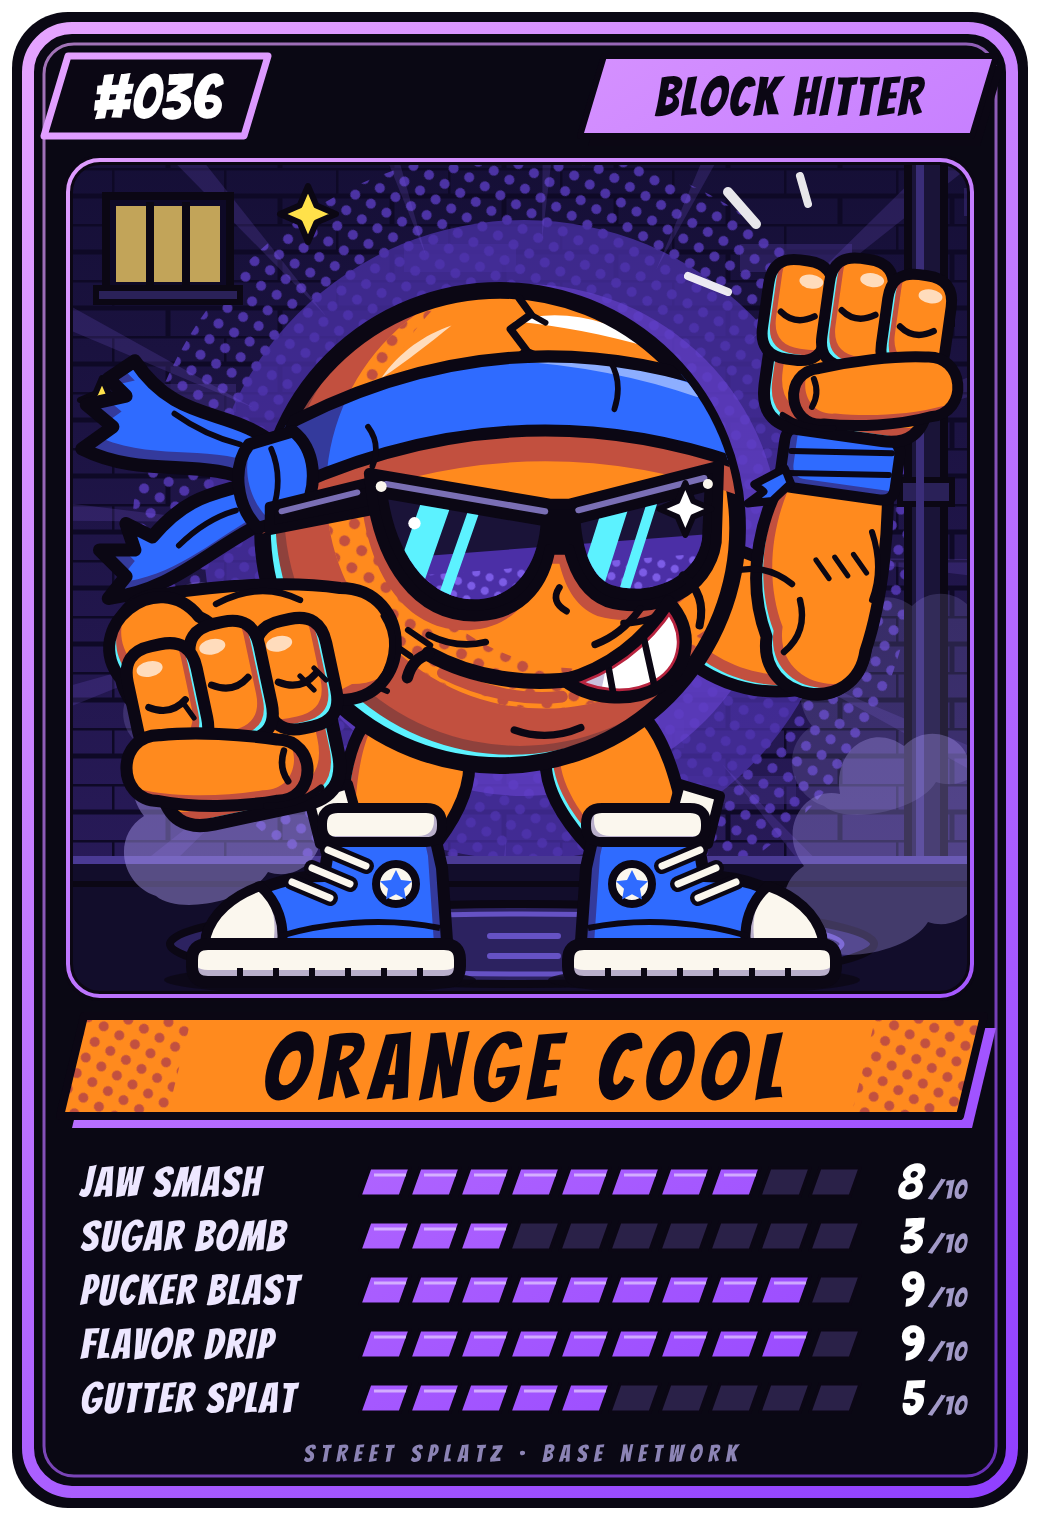 #036
BLOCK HITTER
ORANGE COOL
JAW SMASH 8/10
SUGAR BOMB 3/10
PUCKER BLAST 9/10
FLAVOR DRIP 9/10
GUTTER SPLAT 5/10
STREET SPLATZ · BASE NETWORK